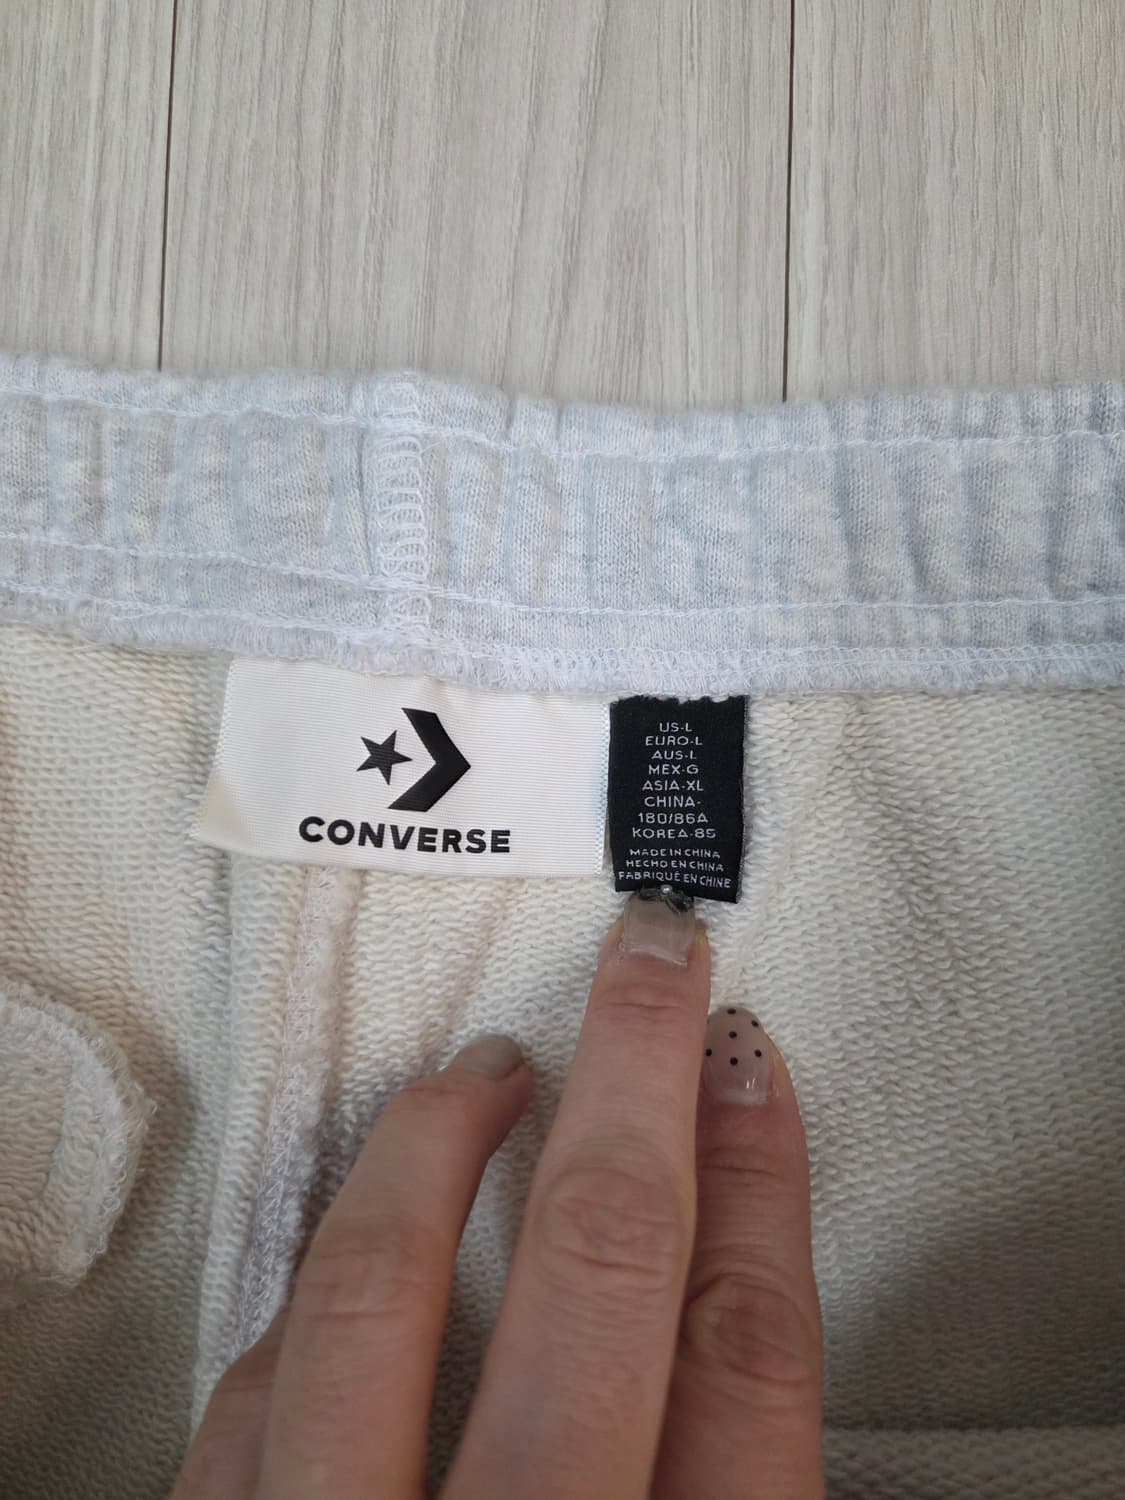 CONVERSE
US-L
EURO-L
AUS-L
MEX-G
ASIA-XL
CHINA-
180/86A
KOREA-85
MADE IN CHINA
HECHO EN CHINA
FABRIQUÉ EN CHINE